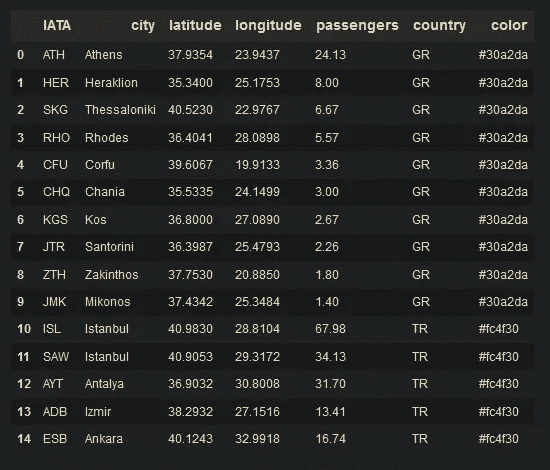 IATA city latitude longitude passengers country color
0 ATH Athens 37.9354 23.9437 24.13 GR #30a2da
1 HER Heraklion 35.3400 25.1753 8.00 GR #30a2da
2 SKG Thessaloniki 40.5230 22.9767 6.67 GR #30a2da
3 RHO Rhodes 36.4041 28.0898 5.57 GR #30a2da
4 CFU Corfu 39.6067 19.9133 3.36 GR #30a2da
5 CHQ Chania 35.5335 24.1499 3.00 GR #30a2da
6 KGS Kos 36.8000 27.0890 2.67 GR #30a2da
7 JTR Santorini 36.3987 25.4793 2.26 GR #30a2da
8 ZTH Zakinthos 37.7530 20.8850 1.80 GR #30a2da
9 JMK Mikonos 37.4342 25.3484 1.40 GR #30a2da
10 ISL Istanbul 40.9830 28.8104 67.98 TR #fc4f30
11 SAW Istanbul 40.9053 29.3172 34.13 TR #fc4f30
12 AYT Antalya 36.9032 30.8008 31.70 TR #fc4f30
13 ADB Izmir 38.2932 27.1516 13.41 TR #fc4f30
14 ESB Ankara 40.1243 32.9918 16.74 TR #fc4f30